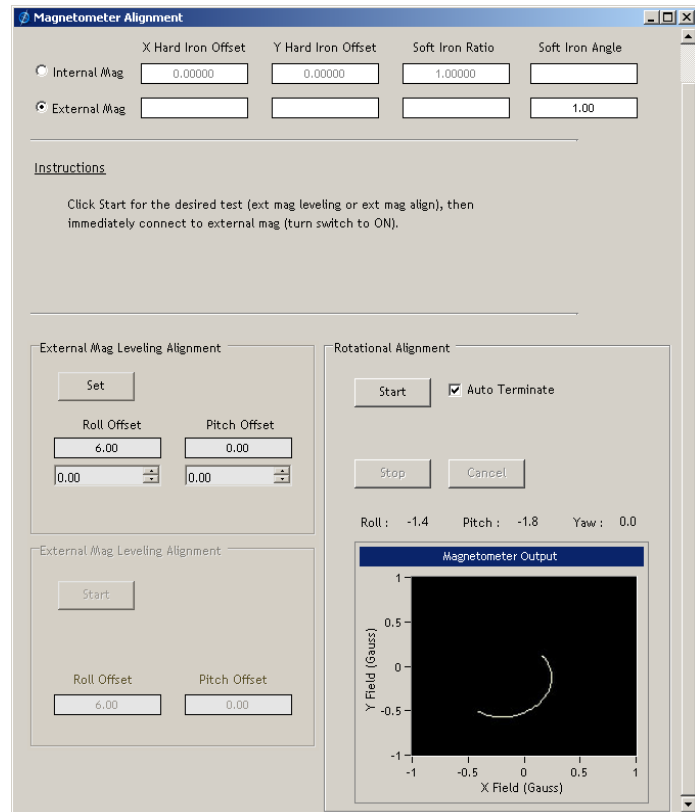 Magnetometer Alignment
X Hard Iron Offset Y Hard Iron Offset Soft Iron Ratio Soft Iron Angle
Internal Mag 0.00000 0.00000 1.00000
External Mag 1.00
Instructions
Click Start for the desired test (ext mag leveling or ext mag align), then
immediately connect to external mag (turn switch to ON).
External Mag Leveling Alignment
Set
Roll Offset Pitch Offset
6.00 0.00
0.00 0.00
External Mag Leveling Alignment
Start
Roll Offset Pitch Offset
6.00 0.00
Rotational Alignment
Start Auto Terminate
Stop Cancel
Roll : -1.4 Pitch : -1.8 Yaw : 0.0
Magnetometer Output
Y Field (Gauss)
1
0.5
0
-0.5
-1
-1 -0.5 0 0.5 1
X Field (Gauss)